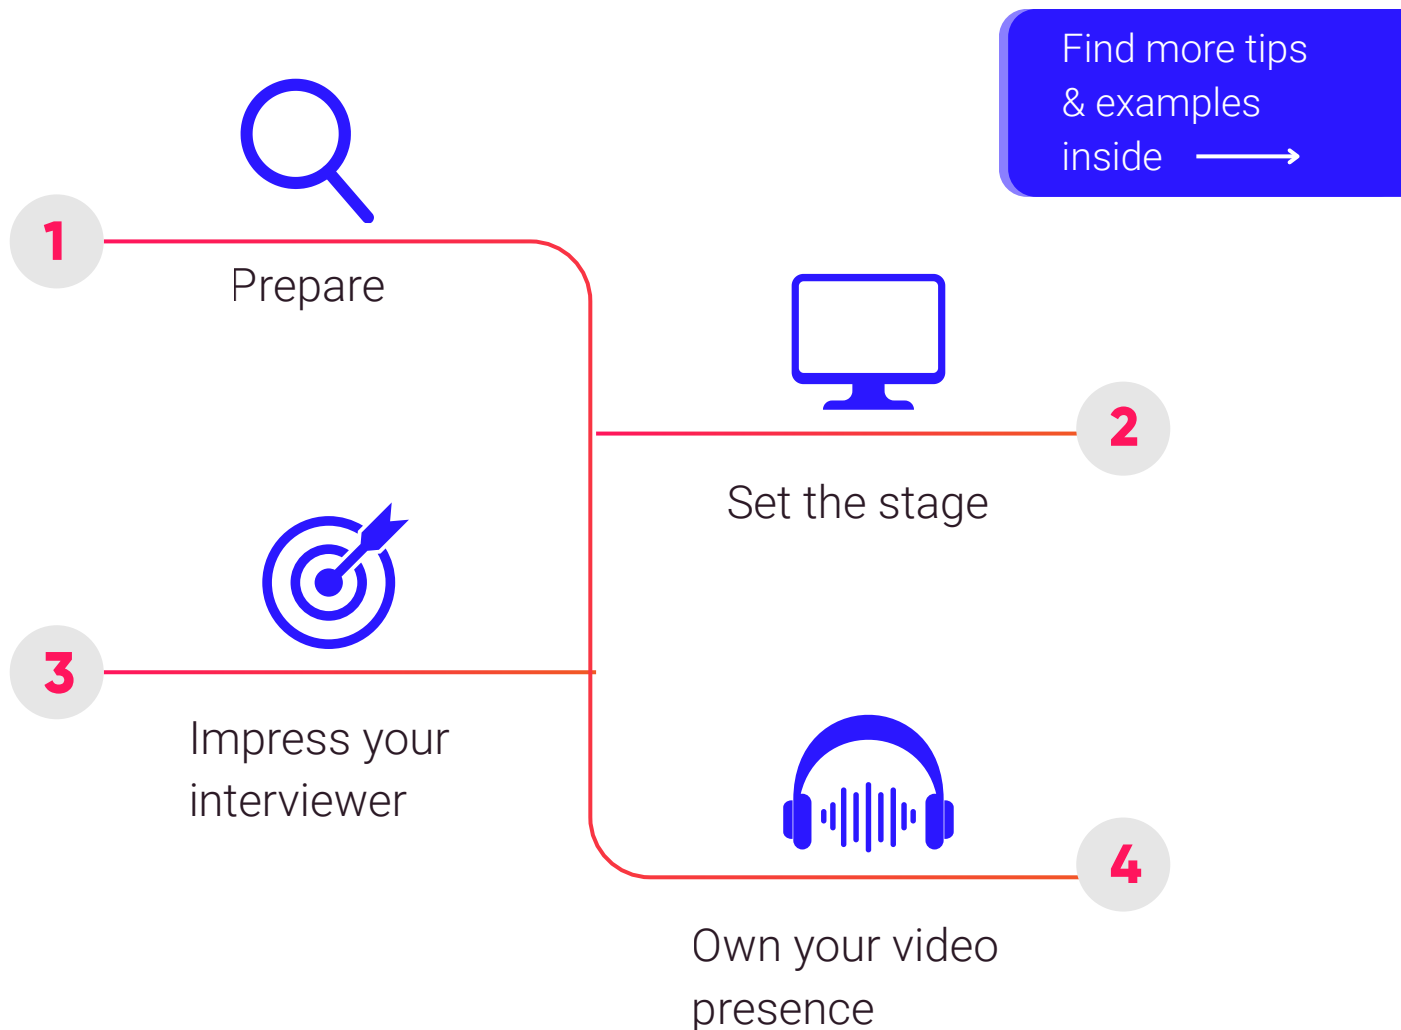 Find more tips
& examples
inside
1
Prepare
2
Set the stage
3
Impress your
interviewer
4
Own your video
presence